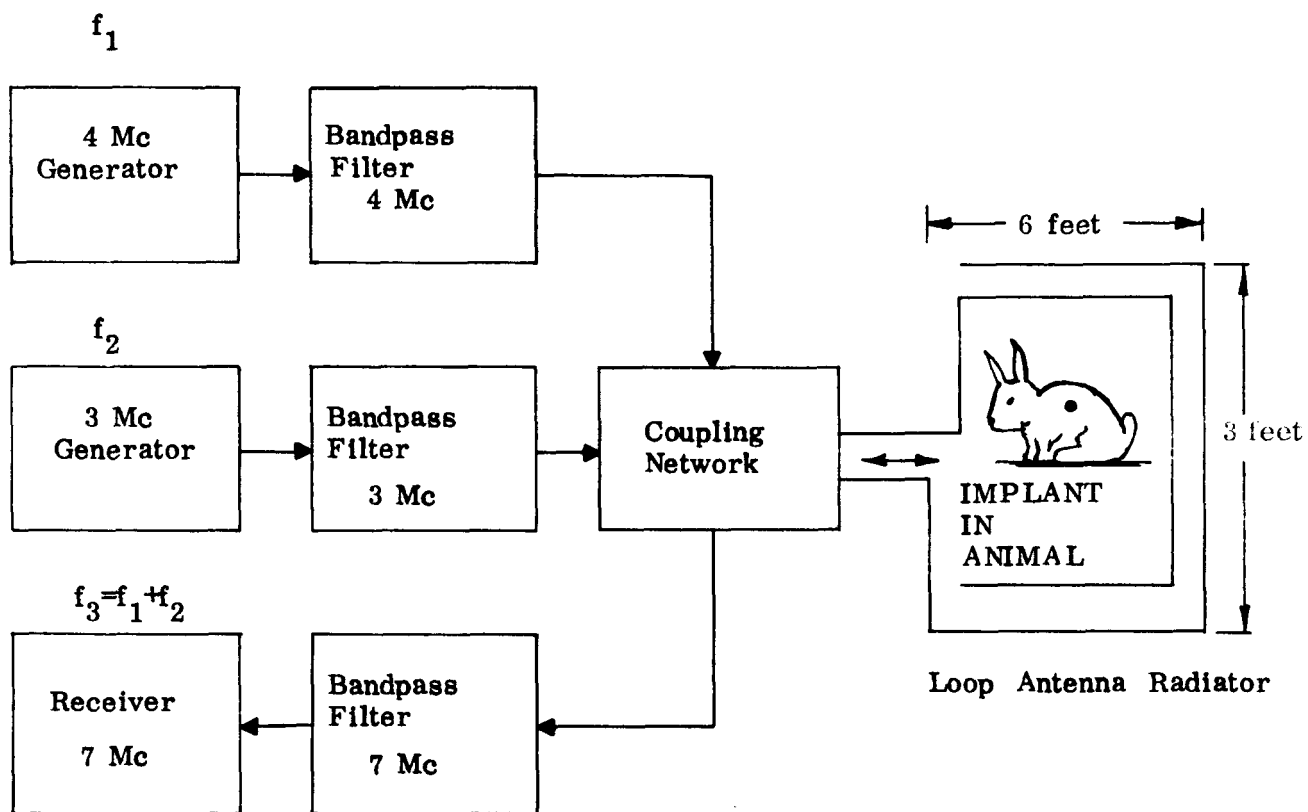 f1
4 Mc
Generator
Bandpass
Filter
4 Mc
6 feet
f2
3 Mc
Generator
Bandpass
Filter
3 Mc
Coupling
Network
3 feet
IMPLANT
IN
ANIMAL
f3=f1+f2
Receiver
7 Mc
Bandpass
Filter
7 Mc
Loop Antenna Radiator